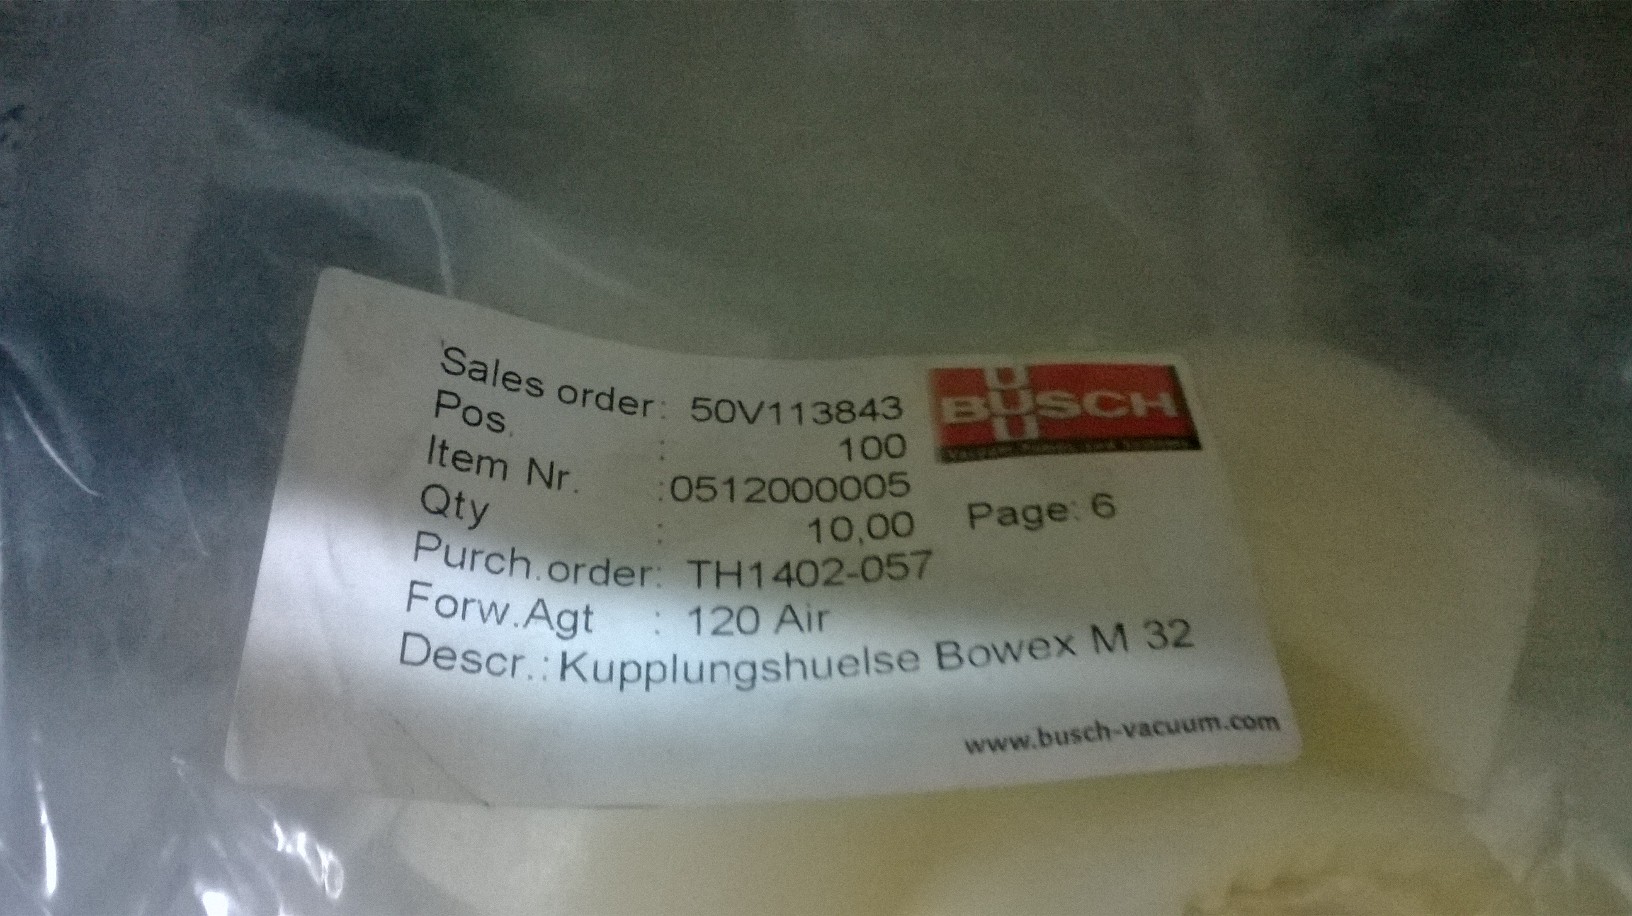 Sales order: 50V113843
Pos. : 100
Item Nr. :0512000005
Qty : 10,00
Purch.order: TH1402-057
Forw.Agt : 120 Air
Descr.: Kupplungshuelse Bowex M 32
BUSCH
Page: 6
www.busch-vacuum.com